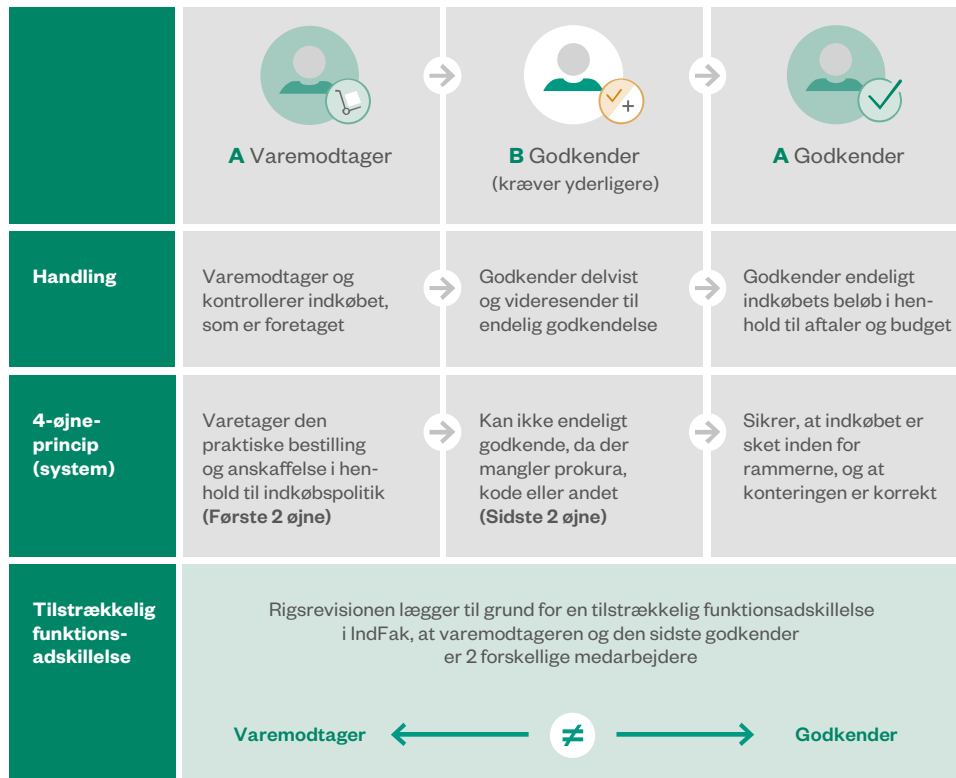 A Varemodtager
B Godkender
(kræver yderligere)
A Godkender
Handling
Varemodtager og
kontrollerer indkøbet,
som er foretaget
Godkender delvist
og videresender til
endelig godkendelse
Godkender endeligt
indkøbets beløb i hen-
hold til aftaler og budget
4-øjne-
princip
(system)
Varetager den
praktiske bestilling
og anskaffelse i hen-
hold til indkøbspolitik
(Første 2 øjne)
Kan ikke endeligt
godkende, da der
mangler prokura,
kode eller andet
(Sidste 2 øjne)
Sikrer, at indkøbet er
sket inden for
rammerne, og at
konteringen er korrekt
Tilstrækkelig
funktions-
adskillelse
Rigsrevisionen lægger til grund for en tilstrækkelig funktionsadskillelse
i IndFak, at varemodtageren og den sidste godkender
er 2 forskellige medarbejdere
Varemodtager ≠ Godkender